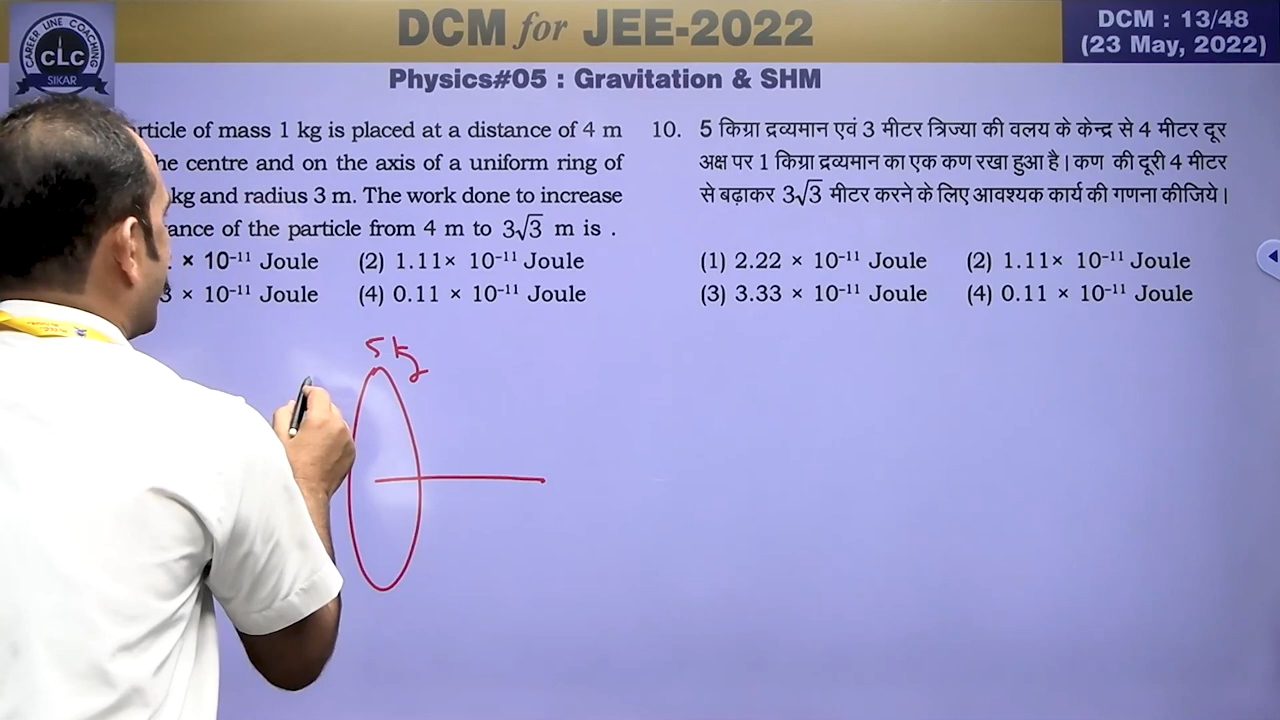 CAREER LINE COACHING
CLC
SIKAR
DCM for JEE-2022
DCM : 13/48
(23 May, 2022)
Physics#05 : Gravitation & SHM
of mass 1 kg is placed at a distance of 4 m
centre and on the axis of a uniform ring of
kg and radius 3 m. The work done to increase
of the particle from 4 m to 3√3 m is .
× 10⁻¹¹ Joule (2) 1.11× 10⁻¹¹ Joule
× 10⁻¹¹ Joule (4) 0.11 × 10⁻¹¹ Joule
10. 5 किग्रा द्रव्यमान एवं 3 मीटर त्रिज्या की वलय के केन्द्र से 4 मीटर दूर
अक्ष पर 1 किग्रा द्रव्यमान का एक कण रखा हुआ है। कण की दूरी 4 मीटर
से बढ़ाकर 3√3 मीटर करने के लिए आवश्यक कार्य की गणना कीजिये।
(1) 2.22 × 10⁻¹¹ Joule (2) 1.11× 10⁻¹¹ Joule
(3) 3.33 × 10⁻¹¹ Joule (4) 0.11 × 10⁻¹¹ Joule
5 kg